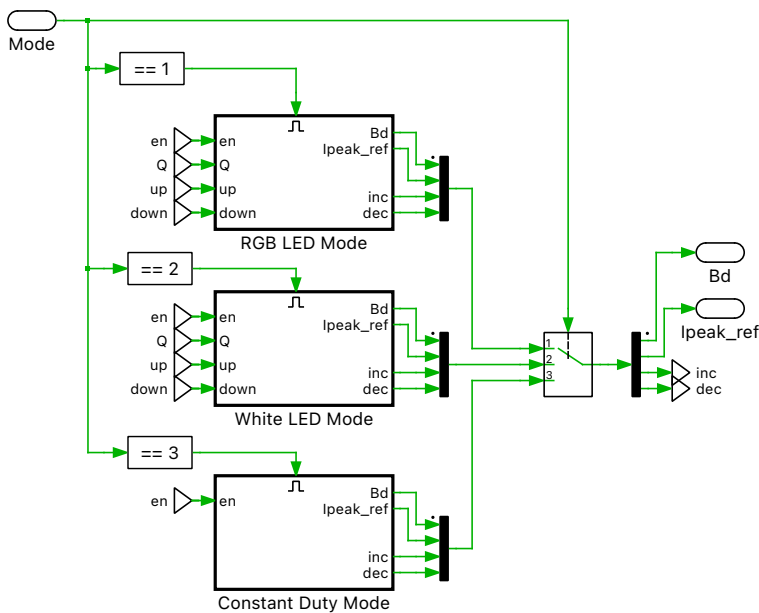 Mode
== 1
en
Q
up
down
en
Q
up
down
Bd
Ipeak_ref
inc
dec
RGB LED Mode
== 2
en
Q
up
down
en
Q
up
down
Bd
Ipeak_ref
inc
dec
White LED Mode
1
2
3
Bd
Ipeak_ref
inc
dec
== 3
en
en
Bd
Ipeak_ref
inc
dec
Constant Duty Mode